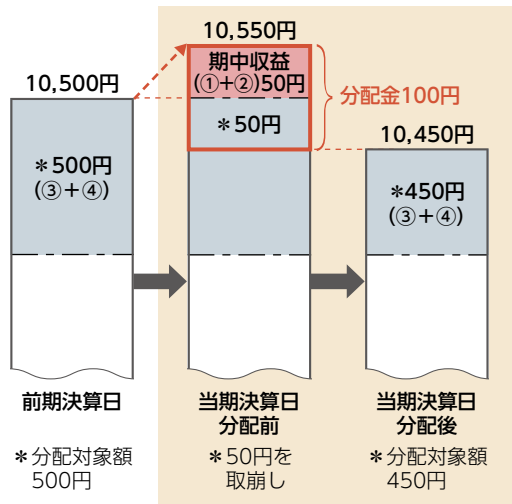 10,550円
期中収益
(①+②)50円
分配金100円
10,500円
*50円
10,450円
*500円
(③+④)
*450円
(③+④)
前期決算日
当期決算日
分配前
当期決算日
分配後
*分配対象額
500円
*50円を
取崩し
*分配対象額
450円